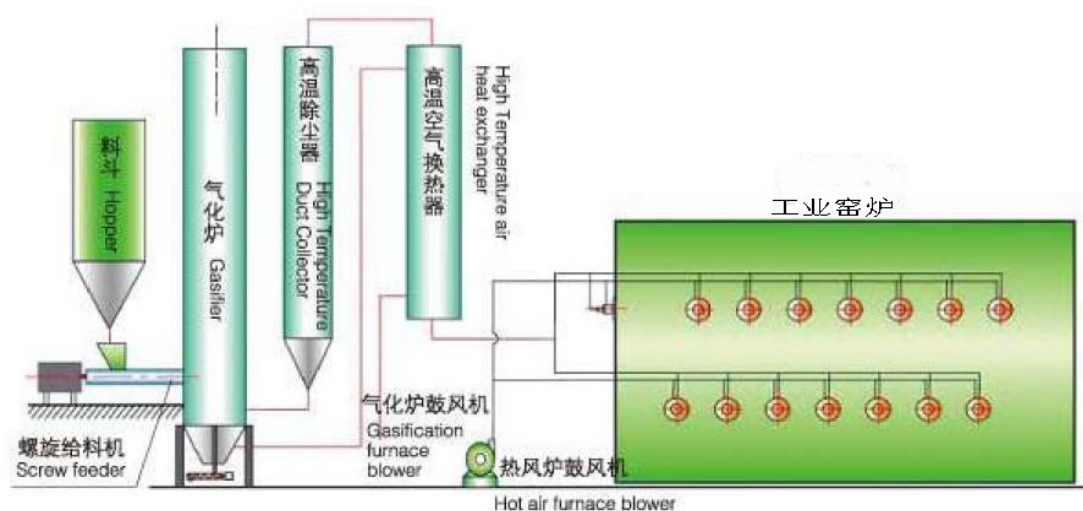 料斗 Hopper
气化炉 Gasifier
高温除尘器
High Temperature
Duct Collector
高温空气换热器
High Temperature air
heat exchanger
工业窑炉
螺旋给料机
Screw feeder
气化炉鼓风机
Gasification
furnace
blower
热风炉鼓风机
Hot air furnace blower